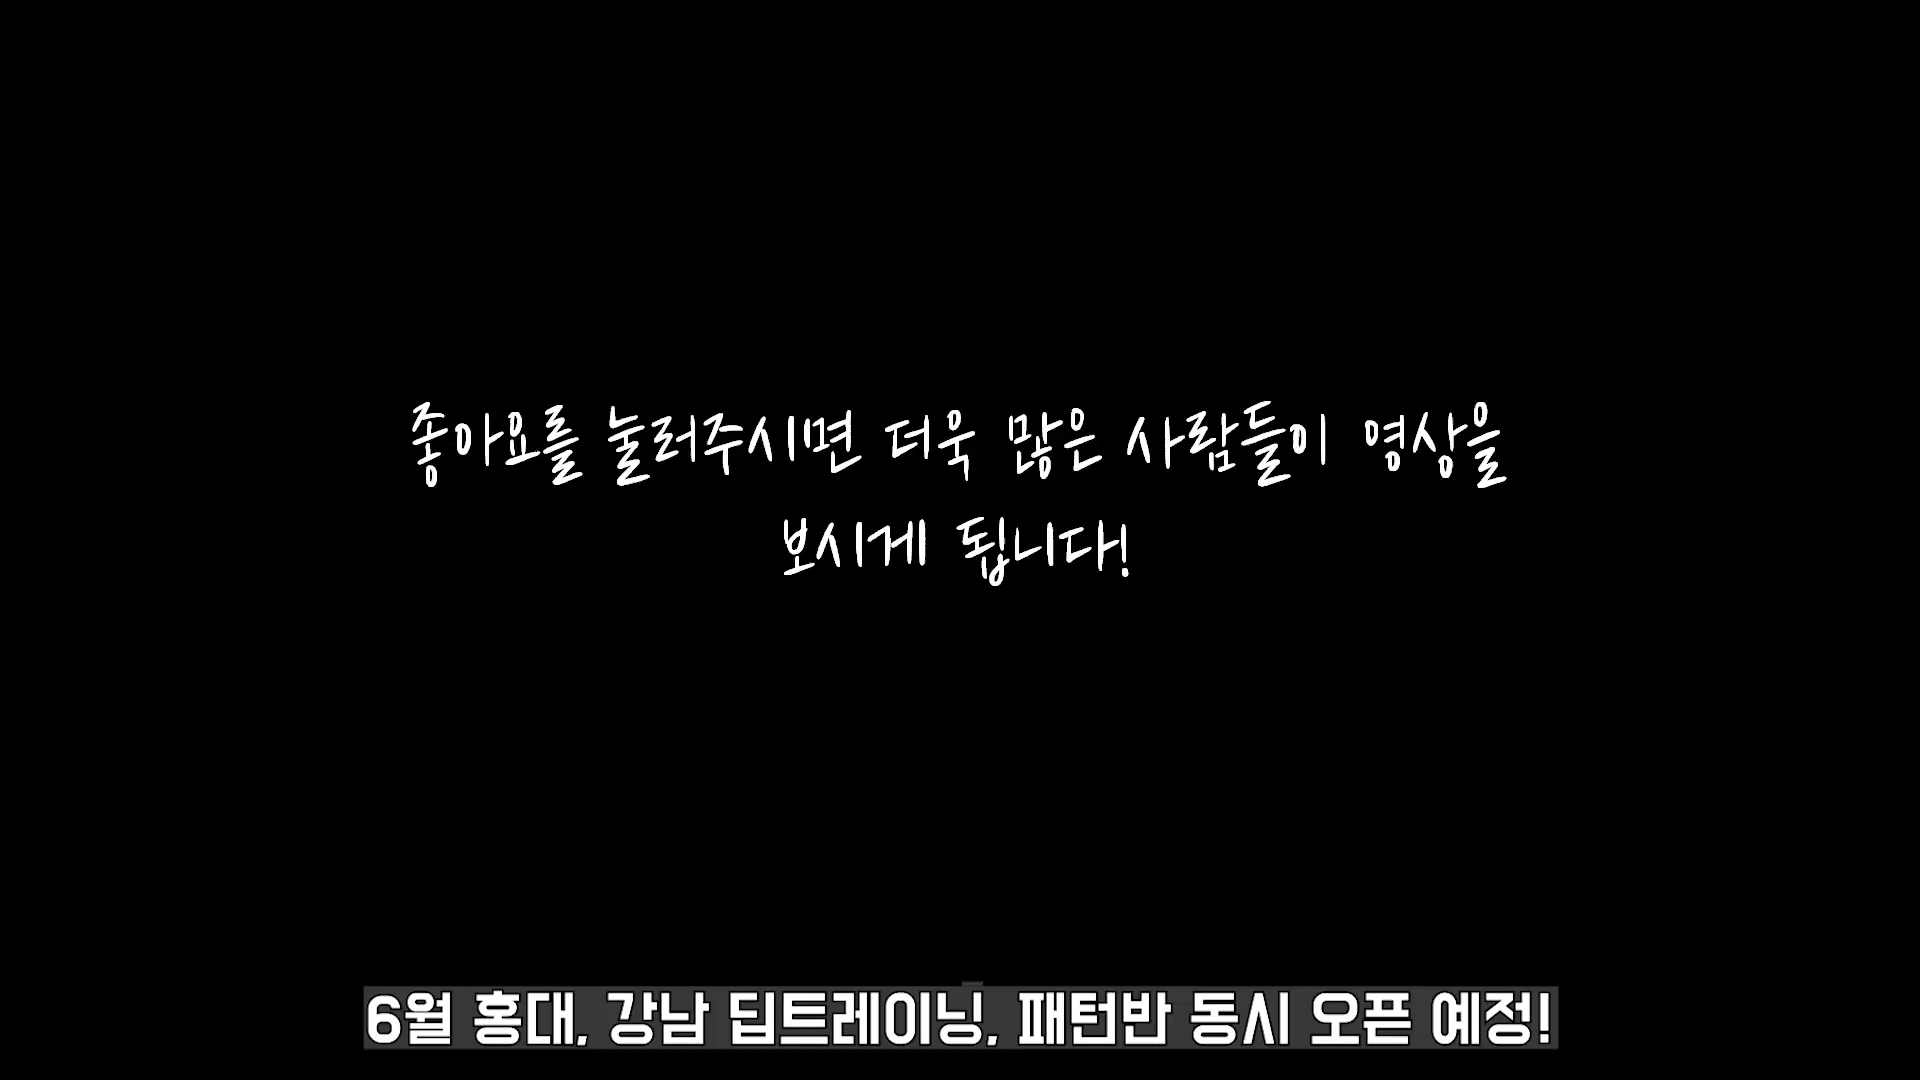 좋아요를 눌러주시면 더욱 많은 사람들이 영상을
보시게 됩니다!
6월 홍대, 강남 딥트레이닝, 패턴반 동시 오픈 예정!